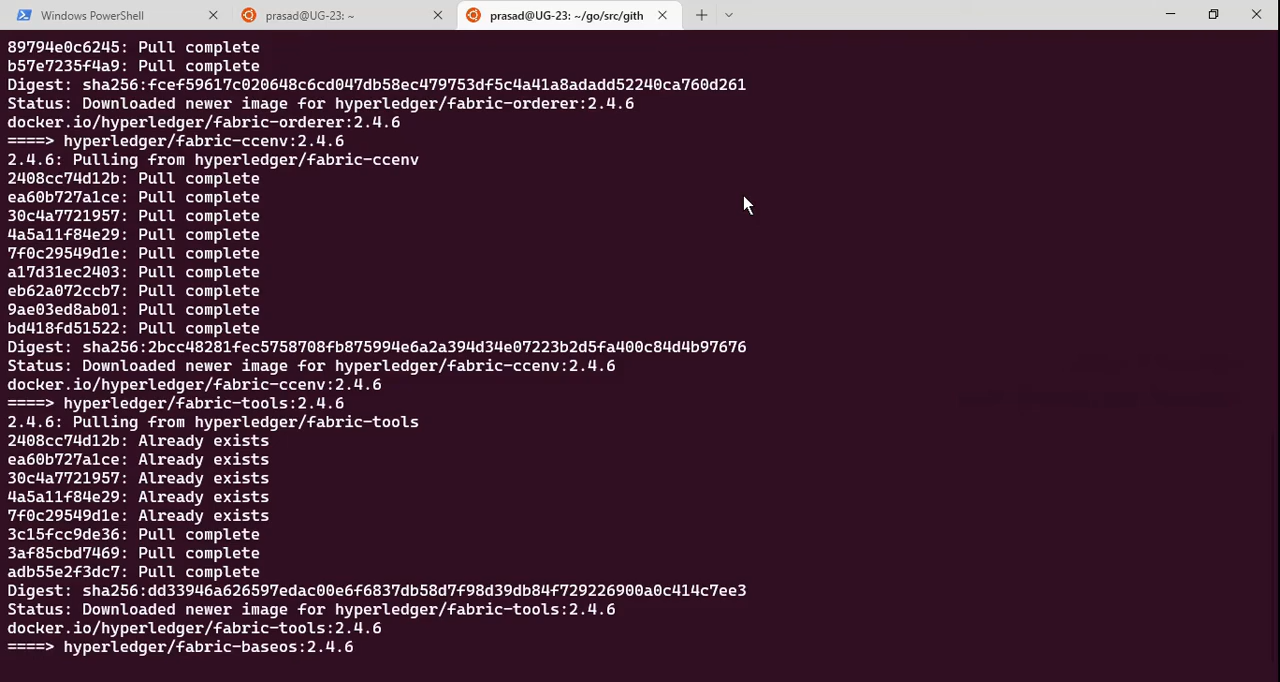 Windows PowerShell
prasad@UG-23: ~
prasad@UG-23: ~/go/src/gith
89794e0c6245: Pull complete
b57e7235f4a9: Pull complete
Digest: sha256:fcef59617c020648c6cd047db58ec479753df5c4a41a8adadd52240ca760d261
Status: Downloaded newer image for hyperledger/fabric-orderer:2.4.6
docker.io/hyperledger/fabric-orderer:2.4.6
====> hyperledger/fabric-ccenv:2.4.6
2.4.6: Pulling from hyperledger/fabric-ccenv
2408cc74d12b: Pull complete
ea60b727a1ce: Pull complete
30c4a7721957: Pull complete
4a5a11f84e29: Pull complete
7f0c29549d1e: Pull complete
a17d31ec2403: Pull complete
eb62a072ccb7: Pull complete
9ae03ed8ab01: Pull complete
bd418fd51522: Pull complete
Digest: sha256:2bcc48281fec5758708fb875994e6a2a394d34e07223b2d5fa400c84d4b97676
Status: Downloaded newer image for hyperledger/fabric-ccenv:2.4.6
docker.io/hyperledger/fabric-ccenv:2.4.6
====> hyperledger/fabric-tools:2.4.6
2.4.6: Pulling from hyperledger/fabric-tools
2408cc74d12b: Already exists
ea60b727a1ce: Already exists
30c4a7721957: Already exists
4a5a11f84e29: Already exists
7f0c29549d1e: Already exists
3c15fcc9de36: Pull complete
3af85cbd7469: Pull complete
adb55e2f3dc7: Pull complete
Digest: sha256:dd33946a626597edac00e6f6837db58d7f98d39db84f729226900a0c414c7ee3
Status: Downloaded newer image for hyperledger/fabric-tools:2.4.6
docker.io/hyperledger/fabric-tools:2.4.6
====> hyperledger/fabric-baseos:2.4.6